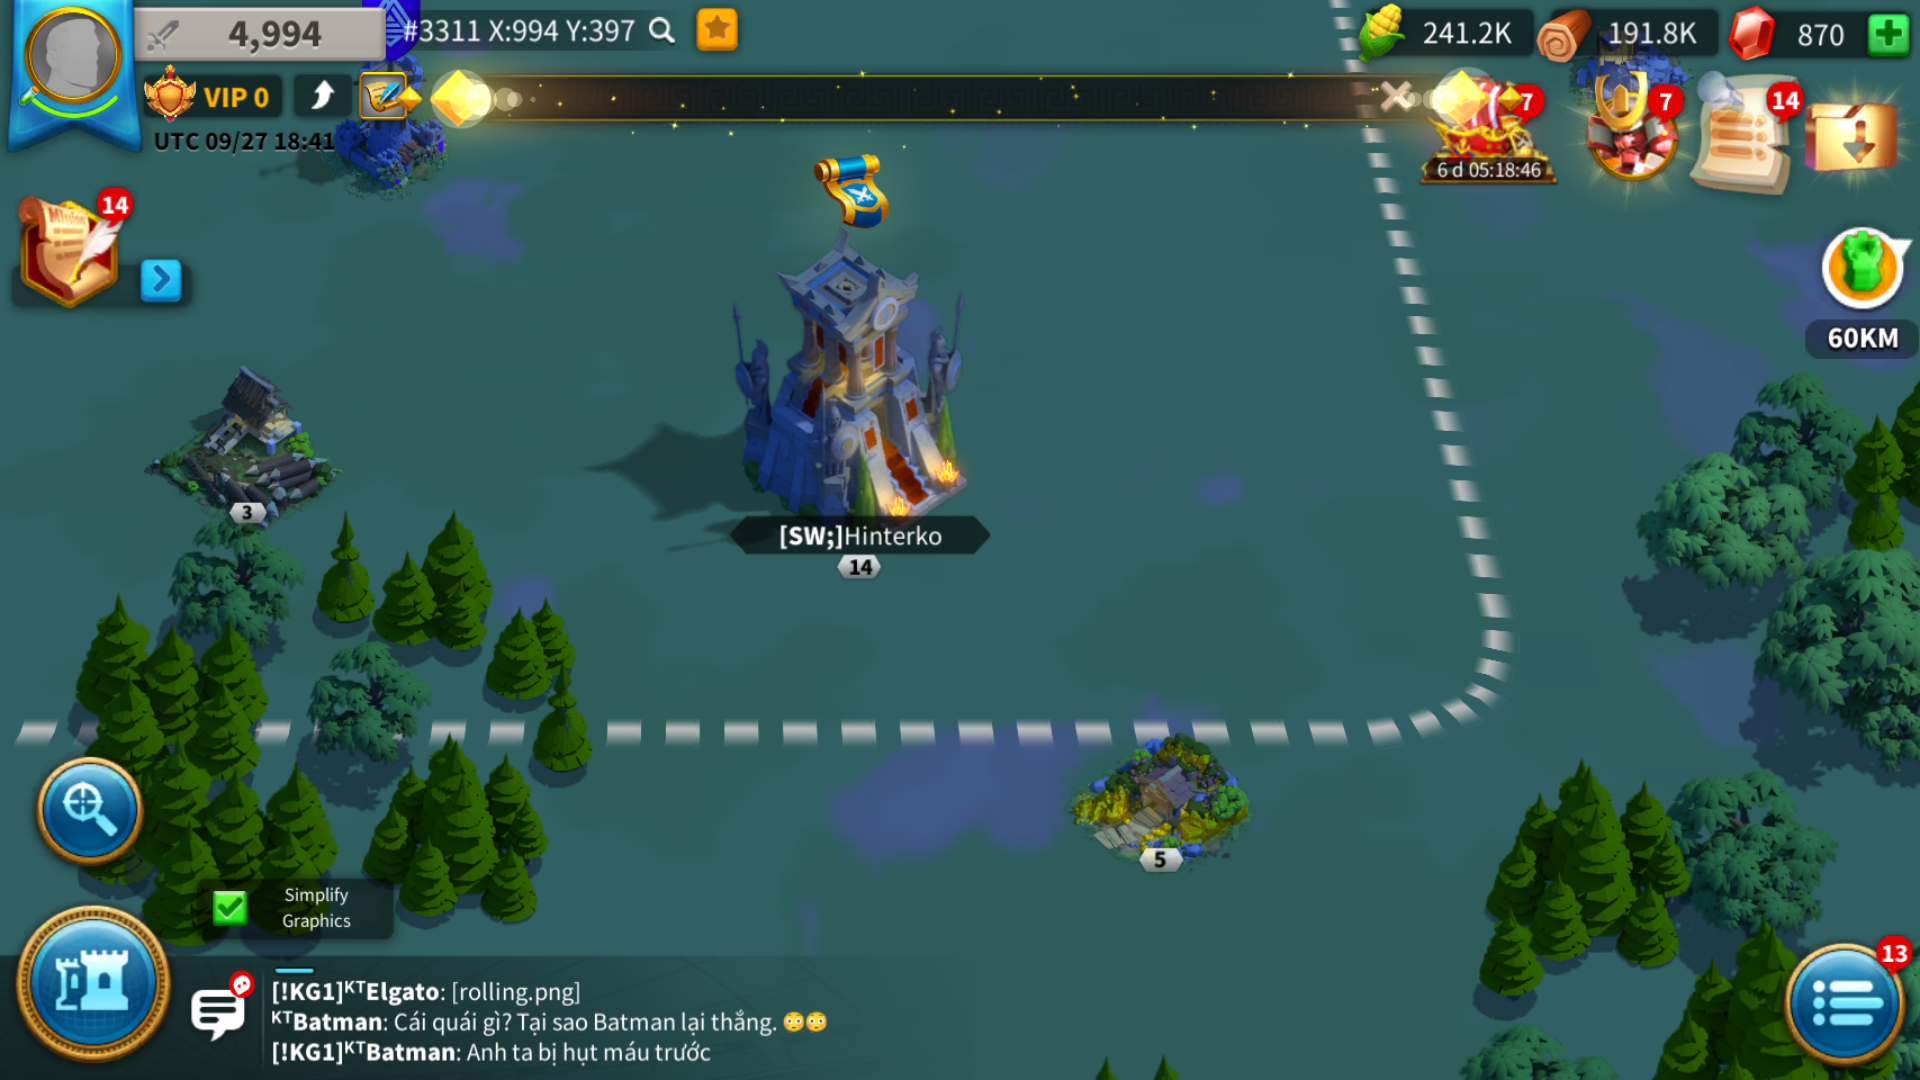 4,994
#3311 X:994 Y:397
241.2K
191.8K
870
VIP 0
7
7
14
UTC 09/27 18:41
6 d 05:18:46
Mission
14
60KM
3
[SW;]Hinterko
14
5
Simplify
Graphics
13
[!KG1]ᴷᵀElgato: [rolling.png]
ᴷᵀBatman: Cái quái gì? Tại sao Batman lại thắng. 😳😳
[!KG1]ᴷᵀBatman: Anh ta bị hụt máu trước